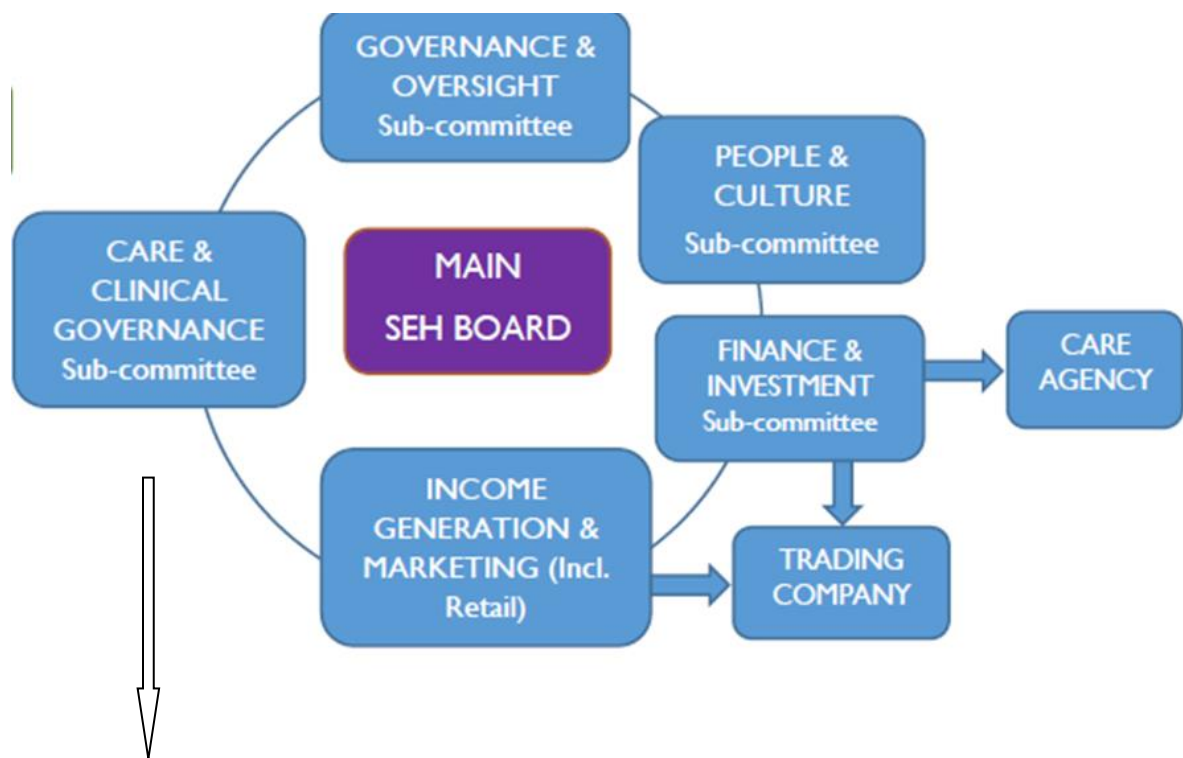 GOVERNANCE &
OVERSIGHT
Sub-committee
PEOPLE &
CULTURE
Sub-committee
CARE &
CLINICAL
GOVERNANCE
Sub-committee
MAIN
SEH BOARD
FINANCE &
INVESTMENT
Sub-committee
CARE
AGENCY
INCOME
GENERATION &
MARKETING (Incl.
Retail)
TRADING
COMPANY